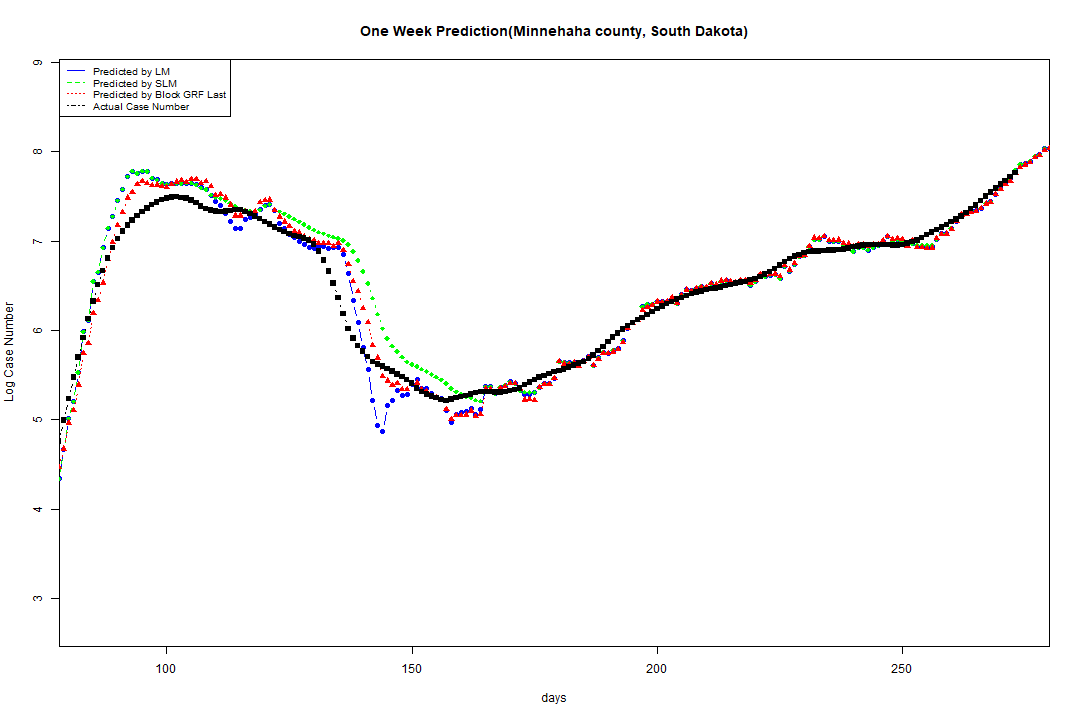 One Week Prediction(Minnehaha county, South Dakota)
Predicted by LM
Predicted by SLM
Predicted by Block GRF Last
Actual Case Number
9
8
7
6
5
4
3
Log Case Number
100 150 200 250
days